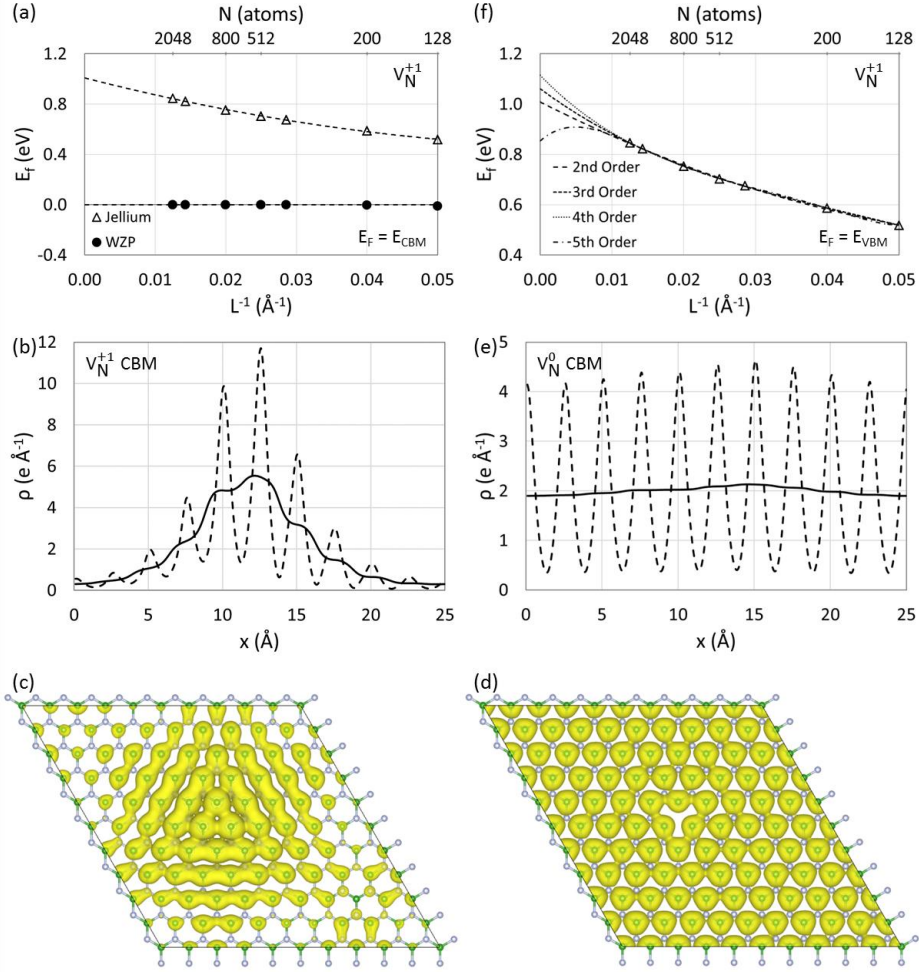 (a)
N (atoms)
2048 800 512 200 128
1.2
0.8
0.4
0.0
-0.4
E_f (eV)
V_N^{+1}
△ Jellium
● WZP
E_F = E_CBM
0.00 0.01 0.02 0.03 0.04 0.05
L^{-1} (Å^{-1})
(f)
N (atoms)
2048 800 512 200 128
1.2
1.0
0.8
0.6
0.4
E_f (eV)
V_N^{+1}
2nd Order
3rd Order
4th Order
5th Order
E_F = E_VBM
0.00 0.01 0.02 0.03 0.04 0.05
L^{-1} (Å^{-1})
(b)
12
10
8
6
4
2
0
ρ (e Å^{-1})
V_N^{+1} CBM
0 5 10 15 20 25
x (Å)
(e)
5
4
3
2
1
0
ρ (e Å^{-1})
V_N^0 CBM
0 5 10 15 20 25
x (Å)
(c)
(d)